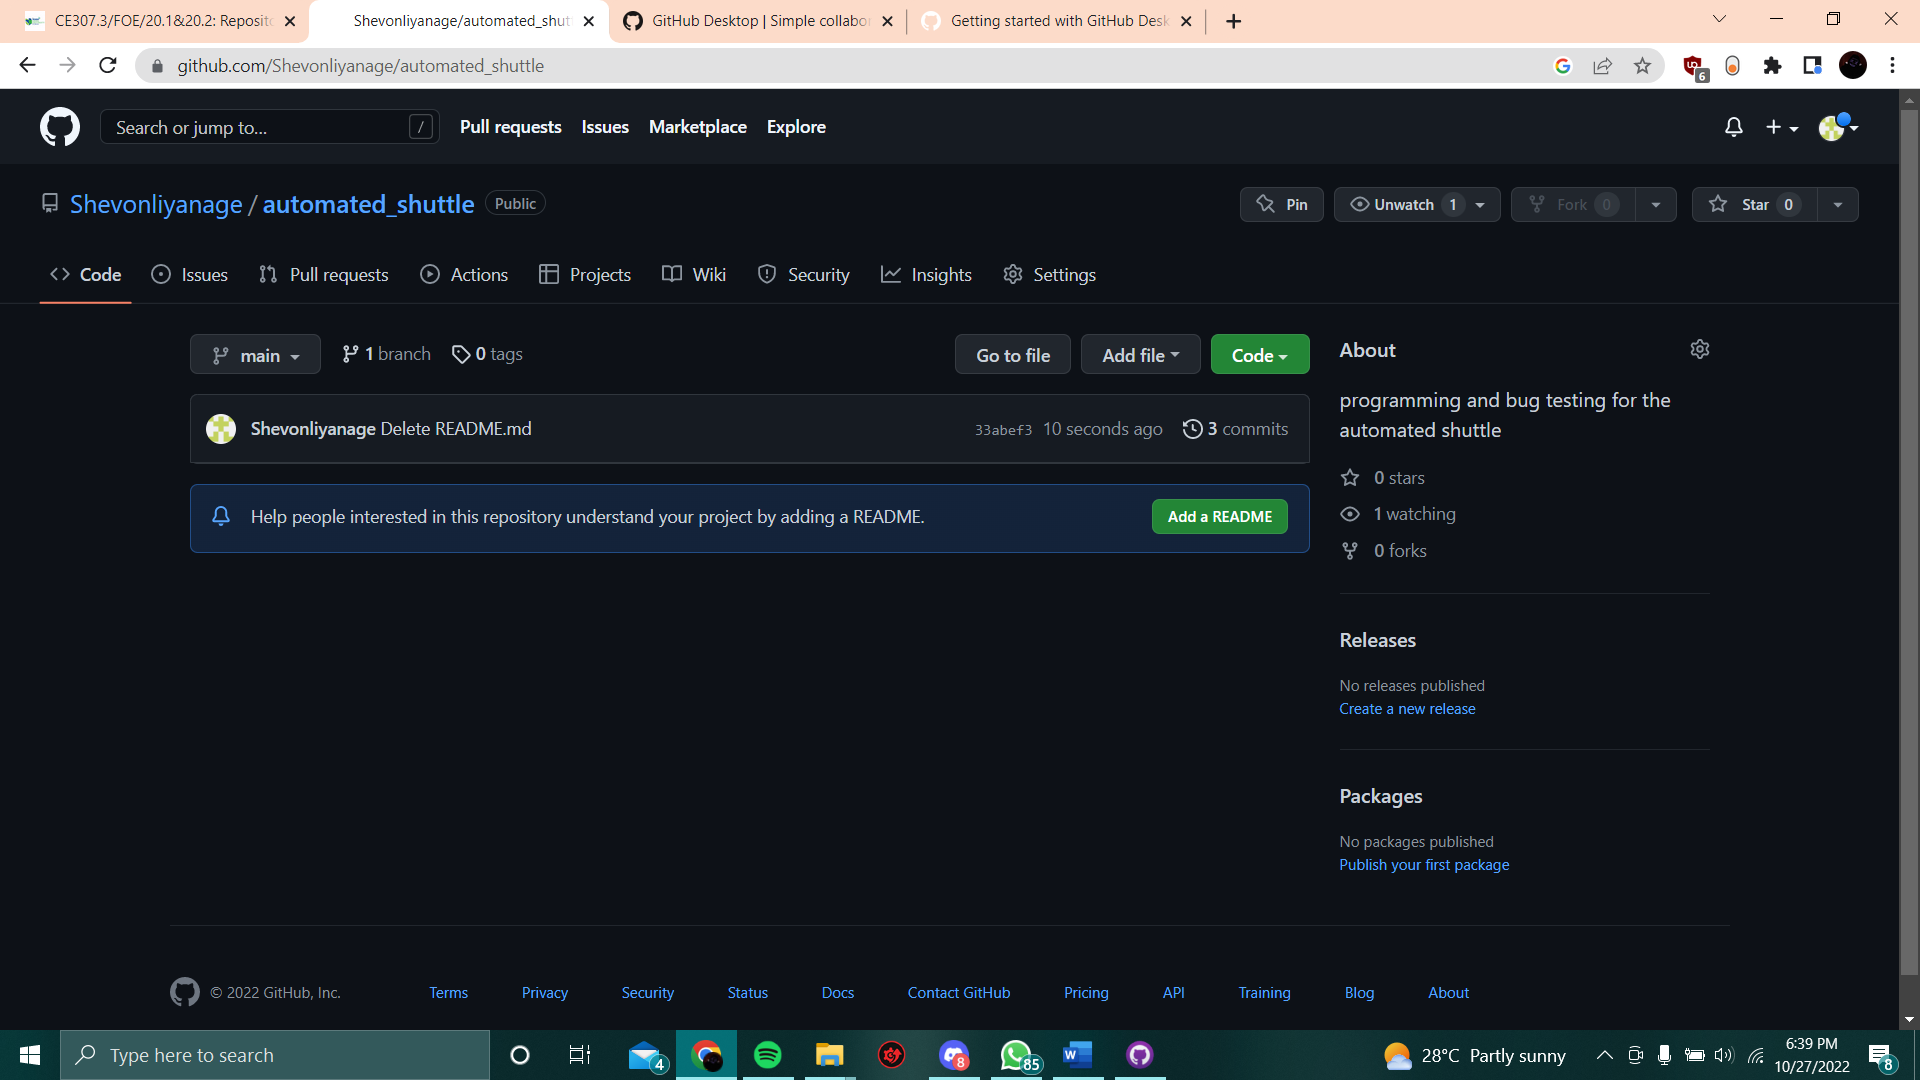 CE307.3/FOE/20.1&20.2: Reposito
Shevonliyanage/automated_shut
GitHub Desktop | Simple collabor
Getting started with GitHub Desk
github.com/Shevonliyanage/automated_shuttle
6
Search or jump to...
/
Pull requests
Issues
Marketplace
Explore
Shevonliyanage / automated_shuttle
Public
Pin
Unwatch 1
Fork 0
Star 0
Code
Issues
Pull requests
Actions
Projects
Wiki
Security
Insights
Settings
main
1 branch
0 tags
Go to file
Add file
Code
Shevonliyanage Delete README.md
33abef3 10 seconds ago
3 commits
Help people interested in this repository understand your project by adding a README.
Add a README
About
programming and bug testing for the
automated shuttle
0 stars
1 watching
0 forks
Releases
No releases published
Create a new release
Packages
No packages published
Publish your first package
© 2022 GitHub, Inc.
Terms
Privacy
Security
Status
Docs
Contact GitHub
Pricing
API
Training
Blog
About
Type here to search
4
8
85
W
28°C Partly sunny
6:39 PM
10/27/2022
8